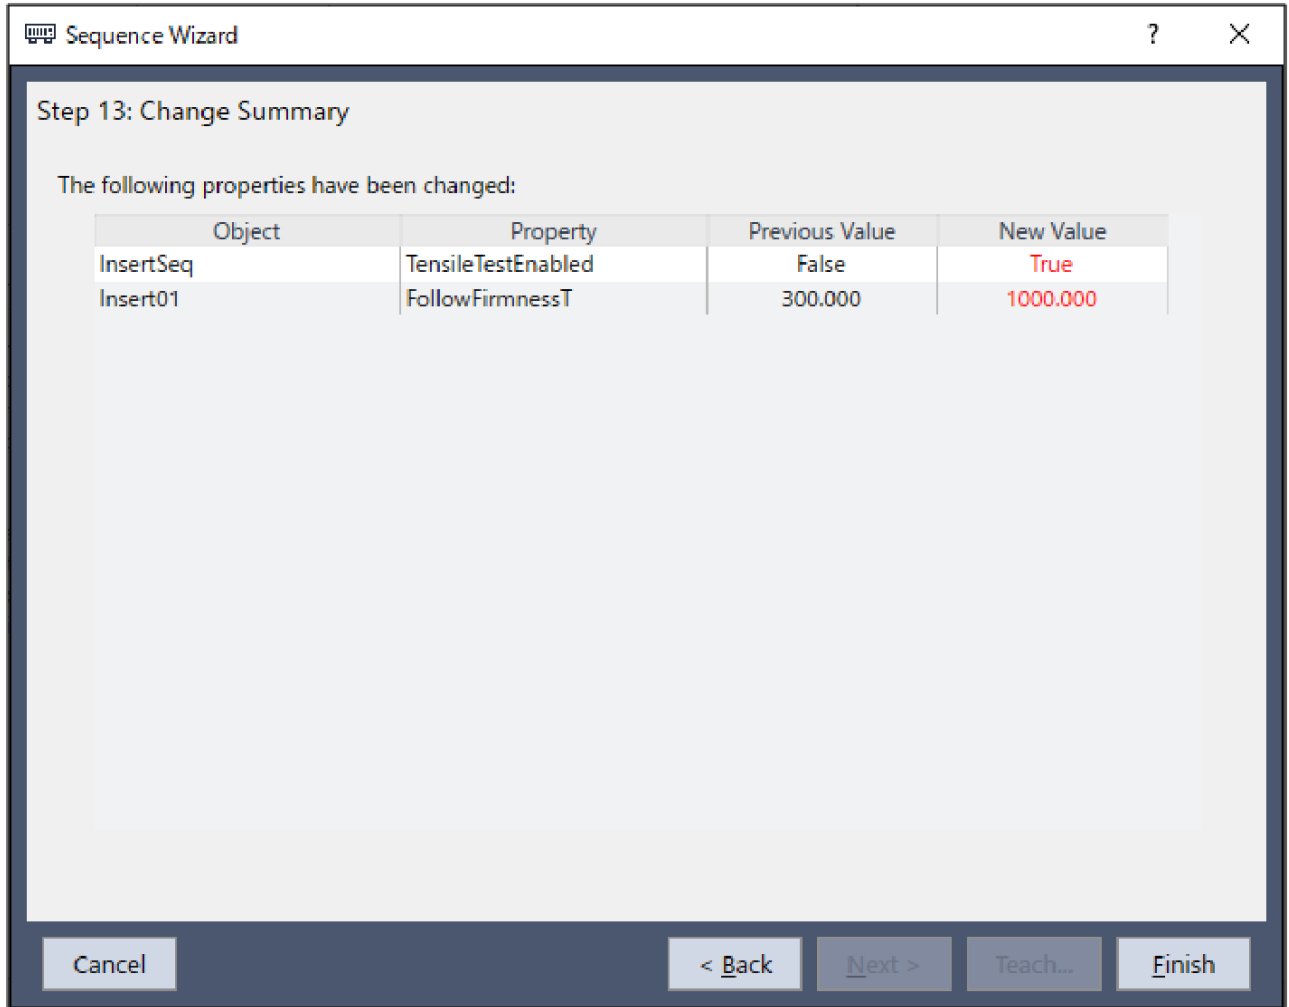 Sequence Wizard ?
Step 13: Change Summary
The following properties have been changed:
Object Property Previous Value New Value
InsertSeq TensileTestEnabled False True
Insert01 FollowFirmnessT 300.000 1000.000
Cancel < Back Next > Teach... Finish